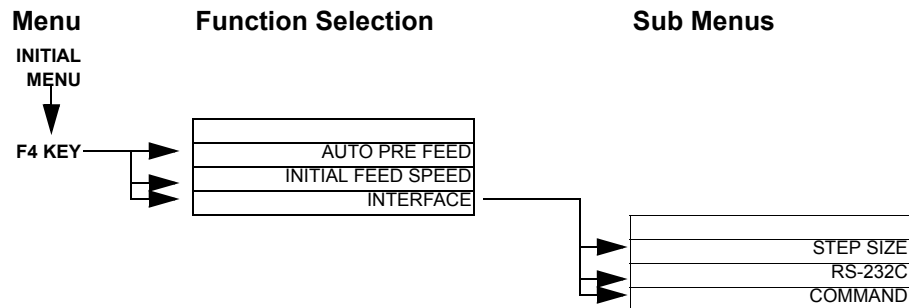 Menu Function Selection Sub Menus
INITIAL
MENU
F4 KEY
AUTO PRE FEED
INITIAL FEED SPEED
INTERFACE
STEP SIZE
RS-232C
COMMAND